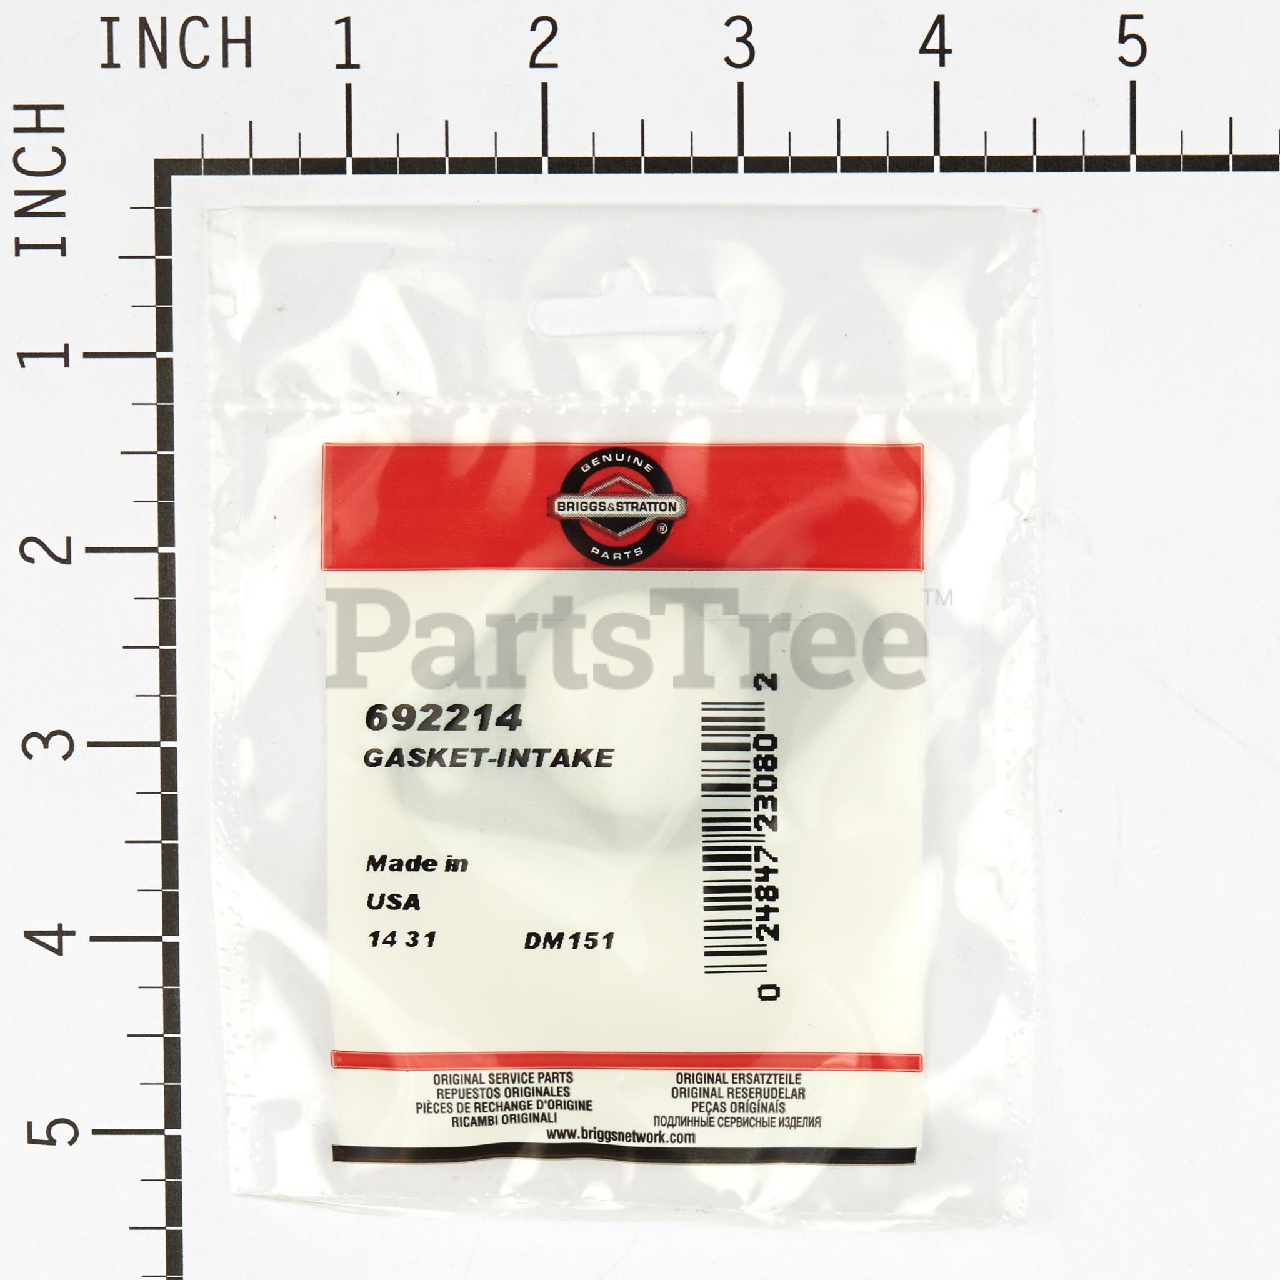 INCH 1 2 3 4 5
INCH
1
2
3
4
5
GENUINE
BRIGGS&STRATTON
®
PARTS
PartsTree™
692214
GASKET-INTAKE
Made in
USA
14 31 DM151
0 24847 23080 2
ORIGINAL SERVICE PARTS
REPUESTOS ORIGINALES
PIÈCES DE RECHANGE D'ORIGINE
RICAMBI ORIGINALI
ORIGINAL ERSATZTEILE
ORIGINAL RESERUDELAR
PEÇAS ORIGÍNAIS
ПОДЛИННЫЕ СЕРВИСНЫЕ ИЗДЕЛИЯ
www.briggsnetwork.com